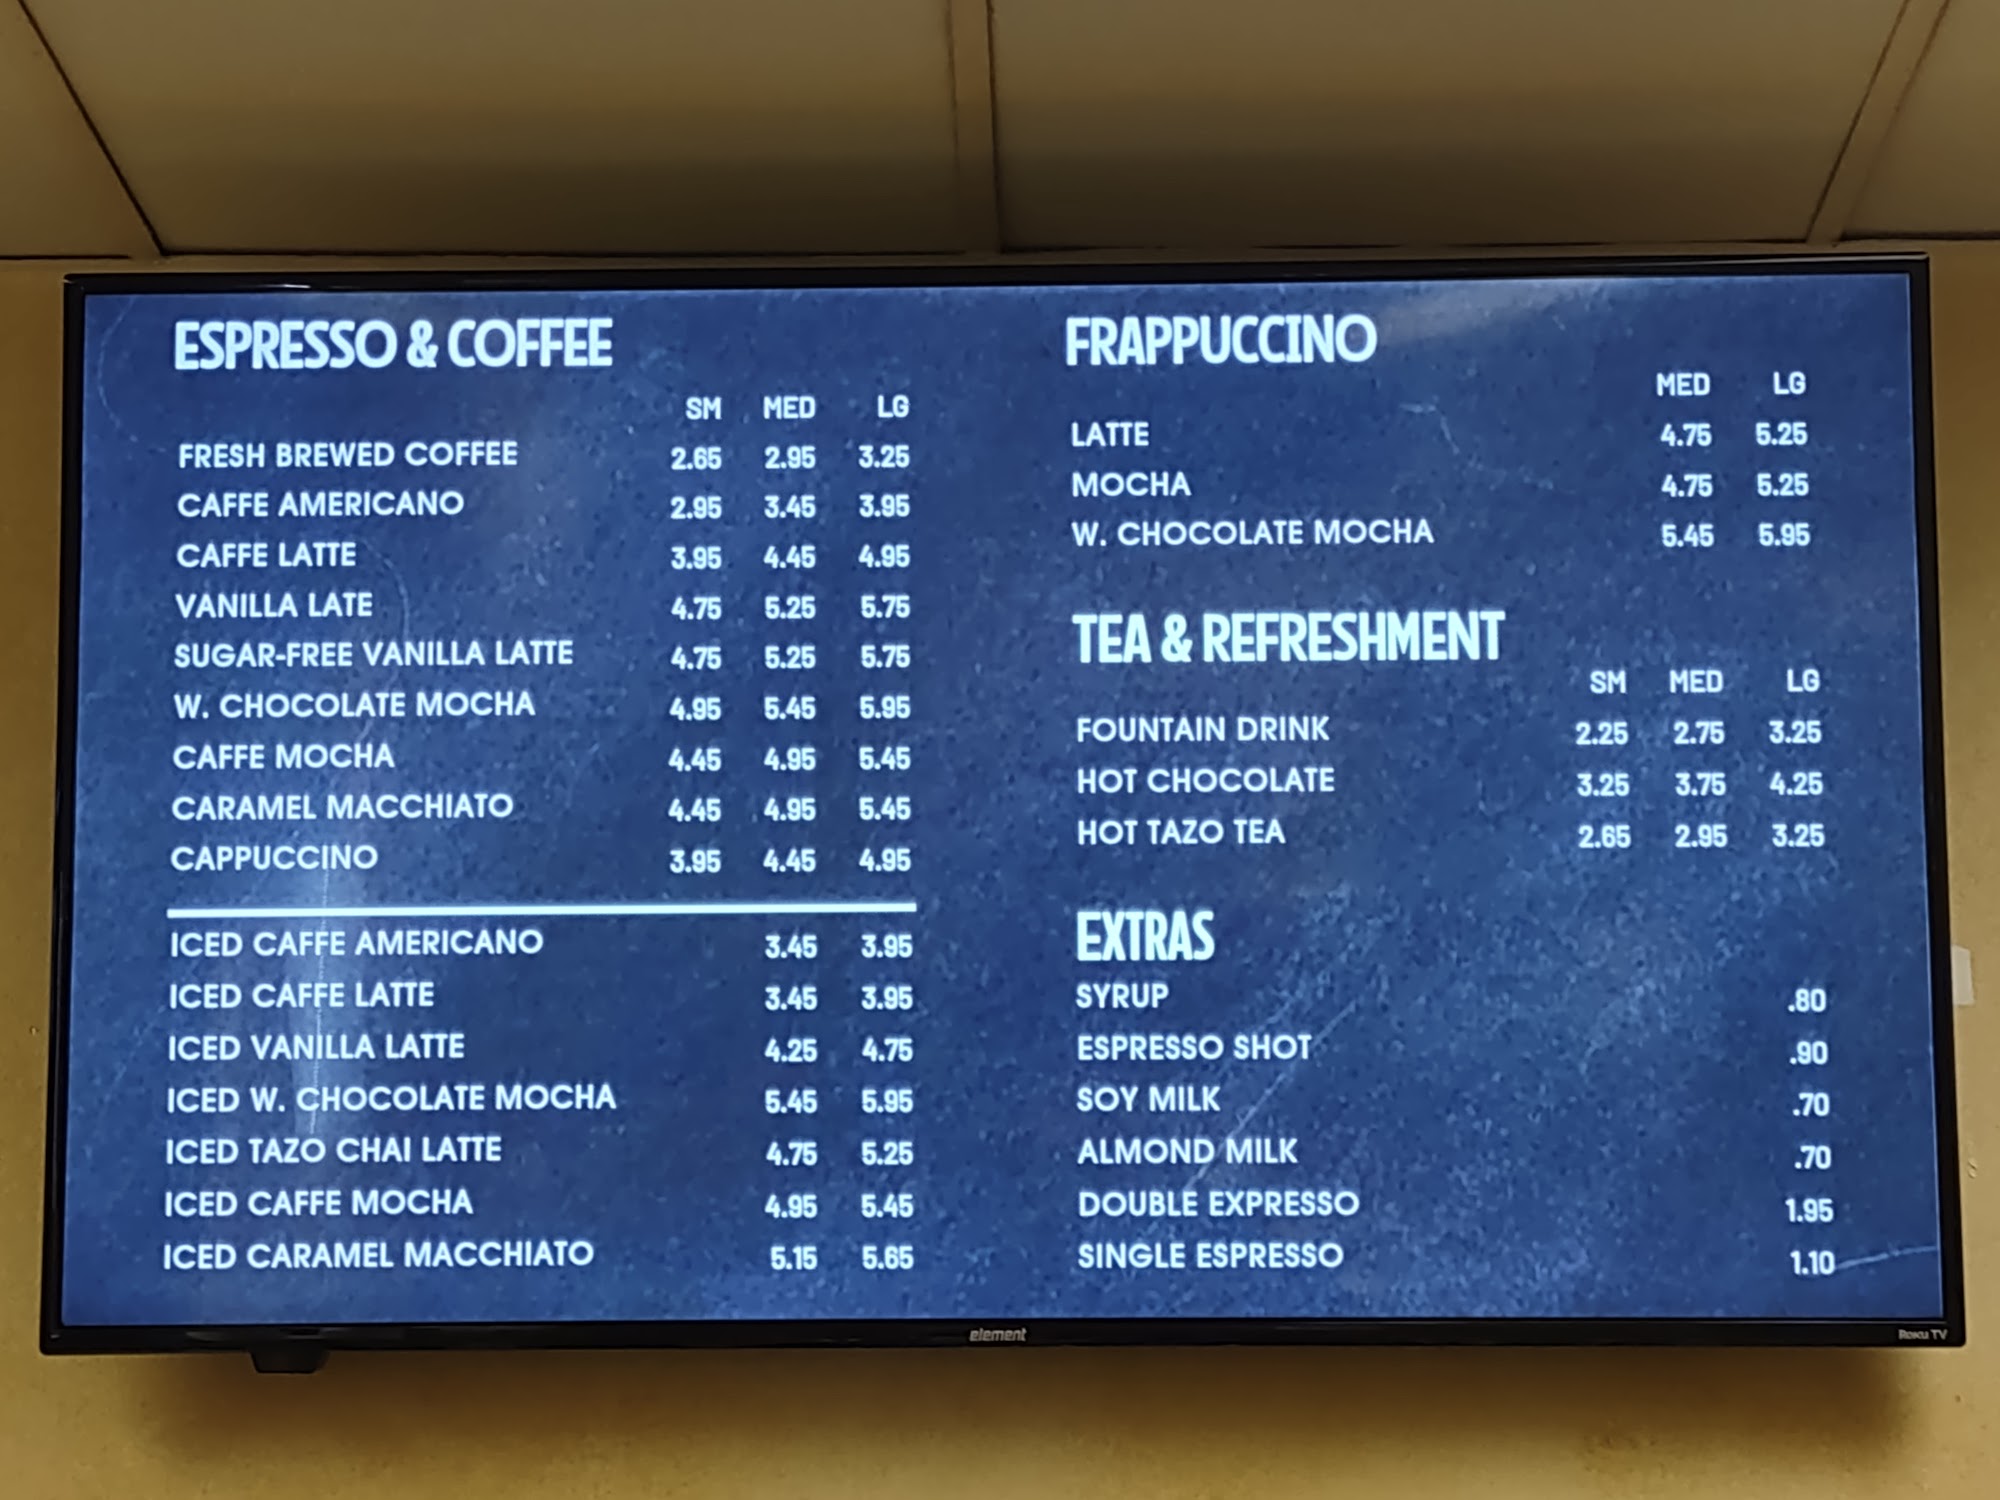 ESPRESSO & COFFEE
SM MED LG
FRESH BREWED COFFEE 2.65 2.95 3.25
CAFFE AMERICANO 2.95 3.45 3.95
CAFFE LATTE 3.95 4.45 4.95
VANILLA LATE 4.75 5.25 5.75
SUGAR-FREE VANILLA LATTE 4.75 5.25 5.75
W. CHOCOLATE MOCHA 4.95 5.45 5.95
CAFFE MOCHA 4.45 4.95 5.45
CARAMEL MACCHIATO 4.45 4.95 5.45
CAPPUCCINO 3.95 4.45 4.95
ICED CAFFE AMERICANO 3.45 3.95
ICED CAFFE LATTE 3.45 3.95
ICED VANILLA LATTE 4.25 4.75
ICED W. CHOCOLATE MOCHA 5.45 5.95
ICED TAZO CHAI LATTE 4.75 5.25
ICED CAFFE MOCHA 4.95 5.45
ICED CARAMEL MACCHIATO 5.15 5.65
FRAPPUCCINO
MED LG
LATTE 4.75 5.25
MOCHA 4.75 5.25
W. CHOCOLATE MOCHA 5.45 5.95
TEA & REFRESHMENT
SM MED LG
FOUNTAIN DRINK 2.25 2.75 3.25
HOT CHOCOLATE 3.25 3.75 4.25
HOT TAZO TEA 2.65 2.95 3.25
EXTRAS
SYRUP .80
ESPRESSO SHOT .90
SOY MILK .70
ALMOND MILK .70
DOUBLE EXPRESSO 1.95
SINGLE ESPRESSO 1.10
element
Roku TV